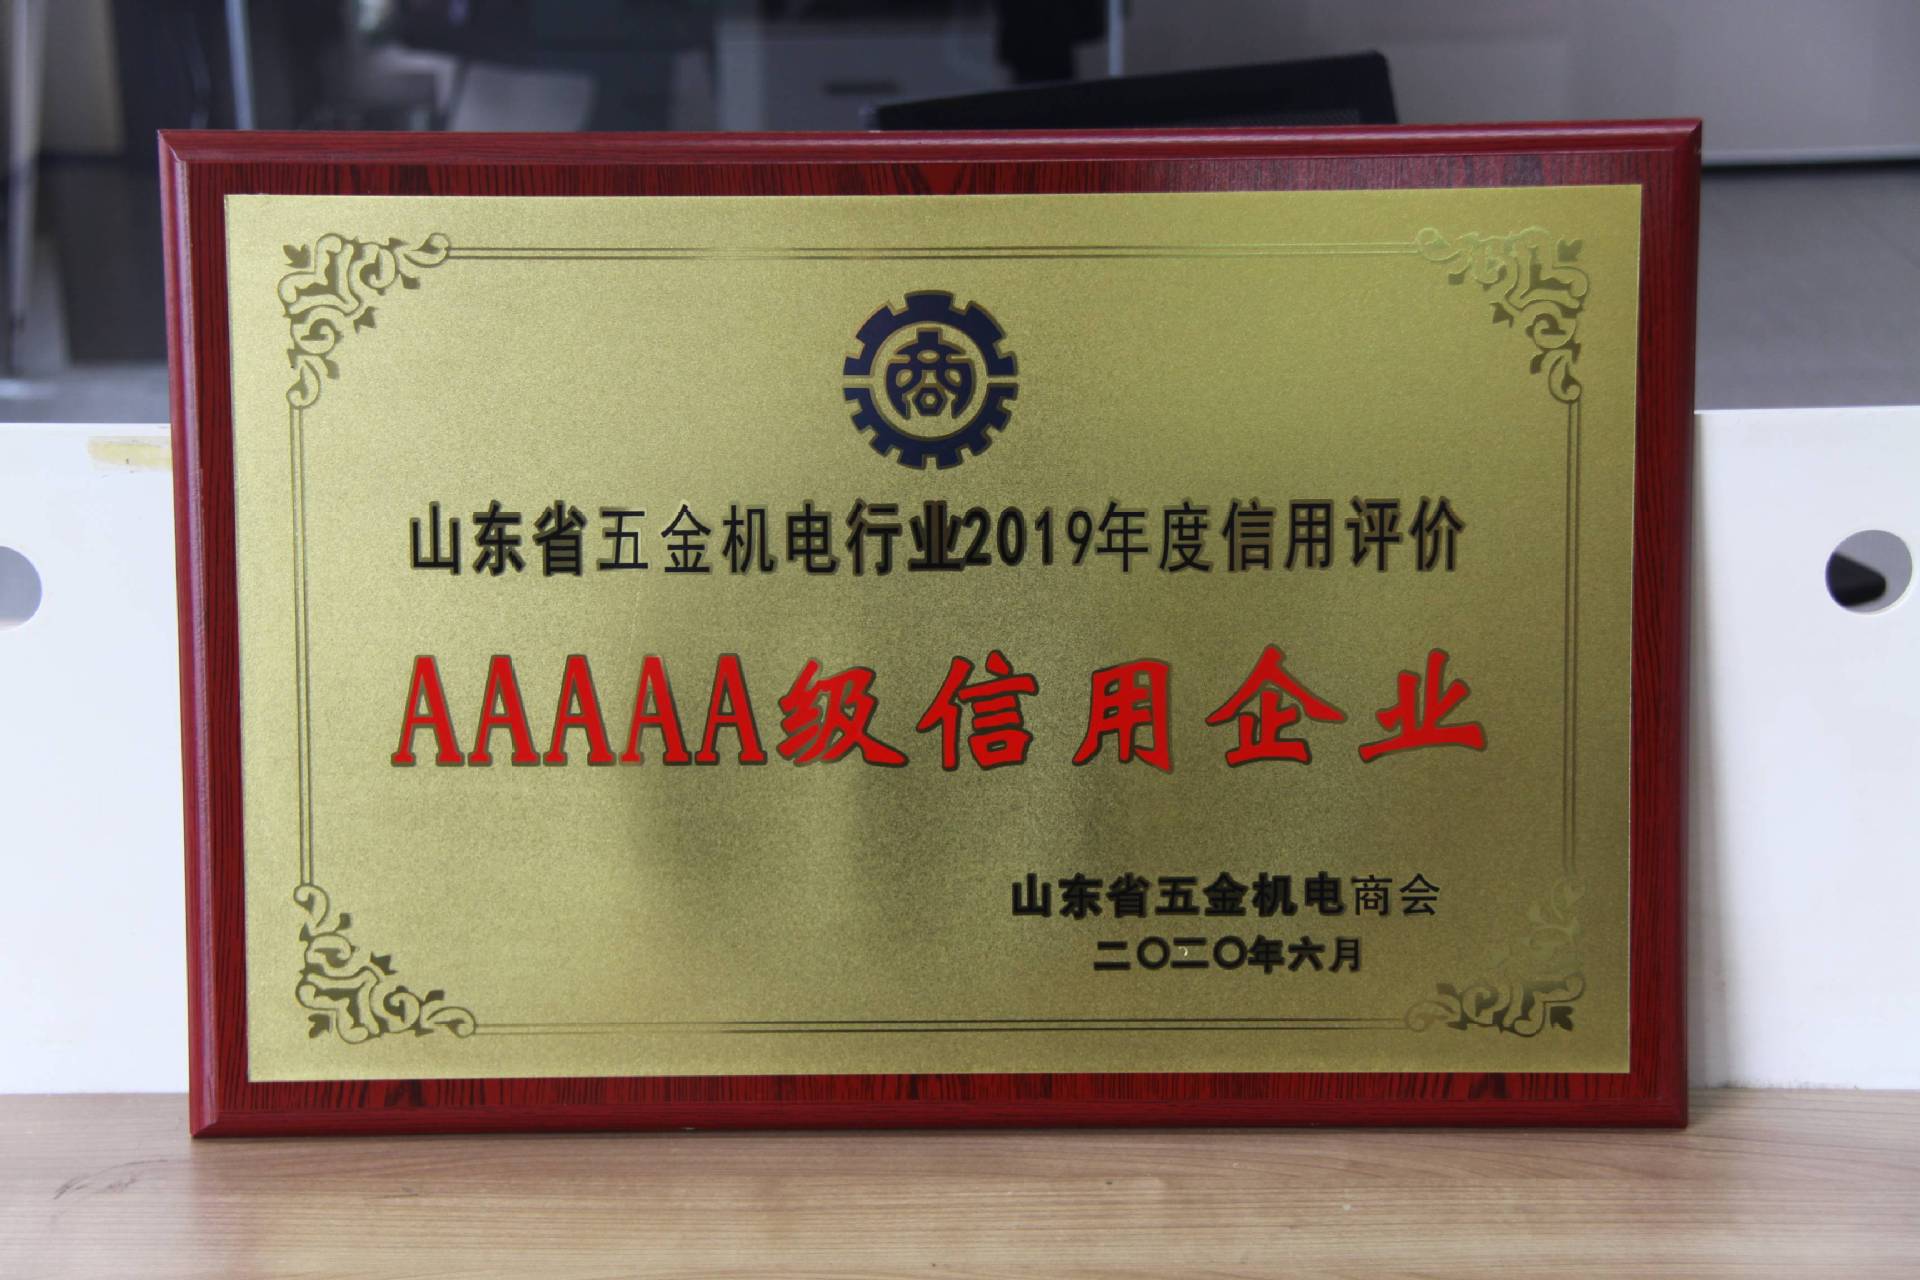 商
山东省五金机电行业2019年度信用评价
AAAAA级信用企业
山东省五金机电商会
二〇二〇年六月